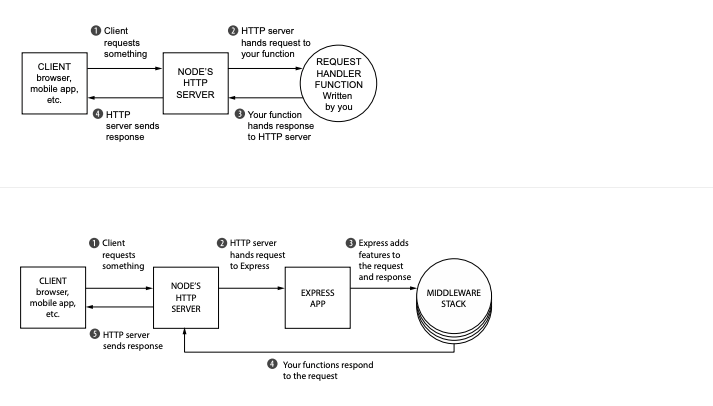 1 Client
requests
something
2 HTTP server
hands request to
your function
CLIENT
browser,
mobile app,
etc.
NODE'S
HTTP
SERVER
REQUEST
HANDLER
FUNCTION
Written
by you
4 HTTP
server sends
response
3 Your function
hands response
to HTTP server
1 Client
requests
something
2 HTTP server
hands request
to Express
3 Express adds
features to
the request
and response
CLIENT
browser,
mobile app,
etc.
NODE'S
HTTP
SERVER
EXPRESS
APP
MIDDLEWARE
STACK
5 HTTP server
sends response
4 Your functions respond
to the request